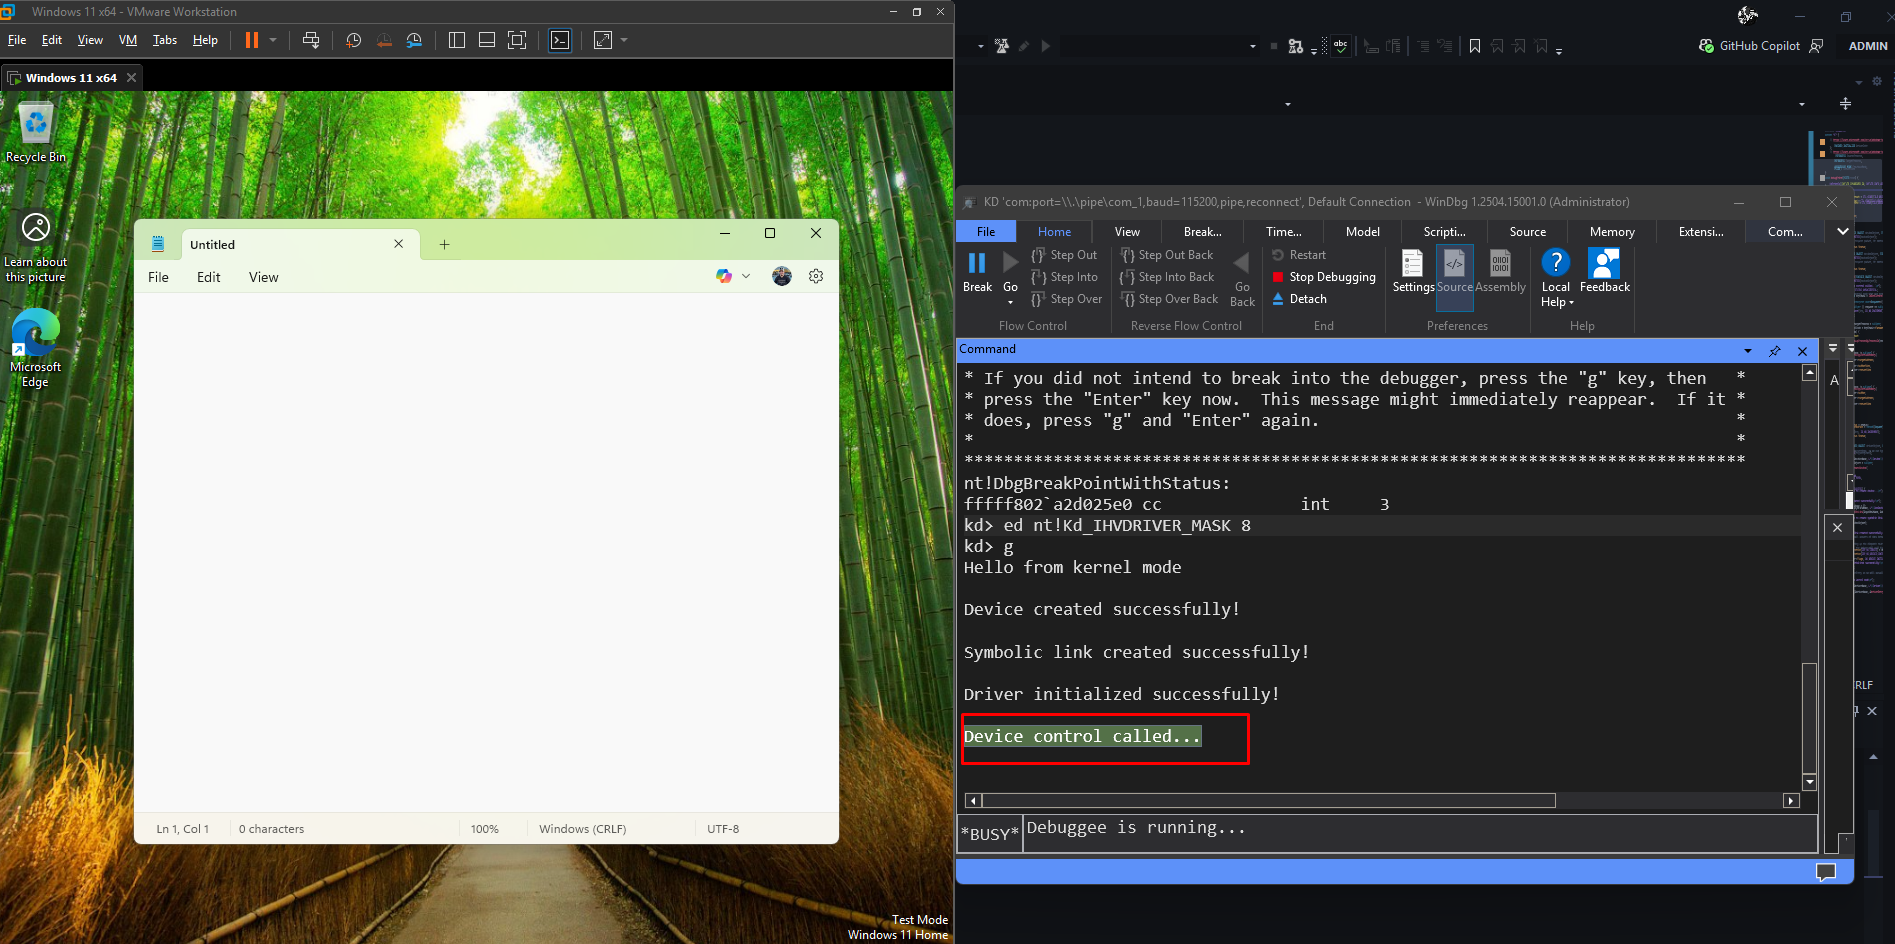 Windows 11 x64 - VMware Workstation
File Edit View VM Tabs Help
Windows 11 x64
Recycle Bin
Learn about
this picture
Microsoft
Edge
Untitled
File Edit View
Ln 1, Col 1 0 characters 100% Windows (CRLF) UTF-8
Test Mode
Windows 11 Home
abc
GitHub Copilot
ADMIN
KD 'com:port=\\.\pipe\com_1,baud=115200,pipe,reconnect', Default Connection - WinDbg 1.2504.15001.0 (Administrator)
File Home View Break... Time... Model Scripti... Source Memory Extensi... Com...
Break
Go
Step Out
Step Into
Step Over
Flow Control
Step Out Back
Step Into Back
Step Over Back
Go
Back
Reverse Flow Control
Restart
Stop Debugging
Detach
End
Settings Source Assembly
Preferences
Local
Help
Feedback
Help
Command
* If you did not intend to break into the debugger, press the "g" key, then *
* press the "Enter" key now. This message might immediately reappear. If it *
* does, press "g" and "Enter" again. *
* *
*******************************************************************************
nt!DbgBreakPointWithStatus:
fffff802`a2d025e0 cc int 3
kd> ed nt!Kd_IHVDRIVER_MASK 8
kd> g
Hello from kernel mode
Device created successfully!
Symbolic link created successfully!
Driver initialized successfully!
Device control called...
*BUSY* Debuggee is running...
A
RLF